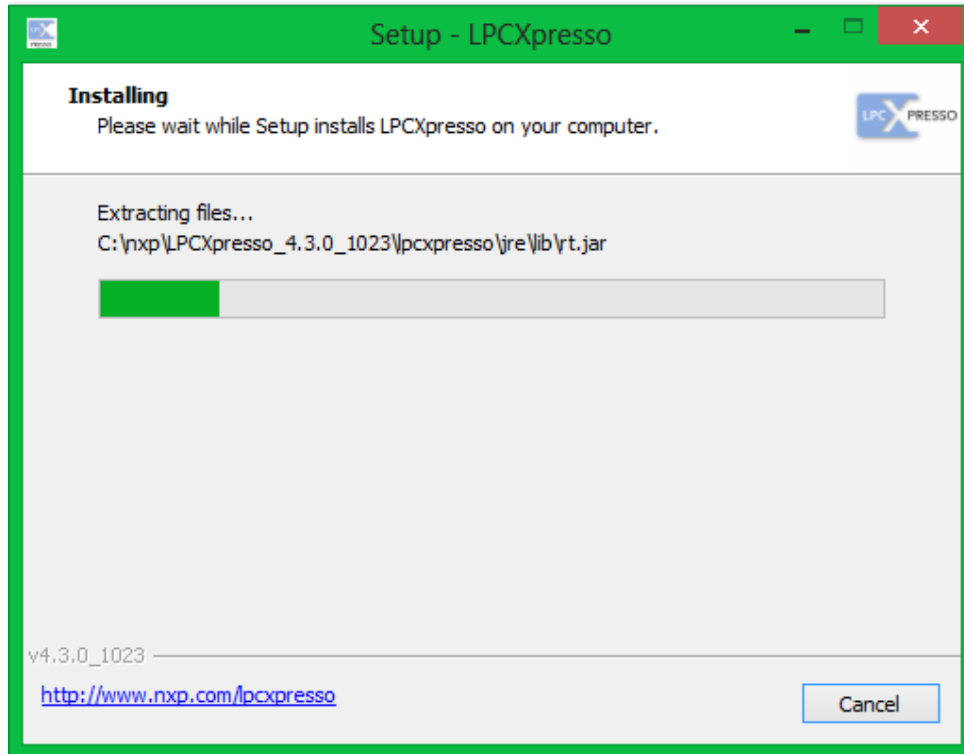 Setup - LPCXpresso
Installing
Please wait while Setup installs LPCXpresso on your computer.
LPC XPRESSO
Extracting files...
C:\nxp\LPCXpresso_4.3.0_1023\lpcxpresso\jre\lib\rt.jar
v4.3.0_1023
http://www.nxp.com/lpcxpresso
Cancel